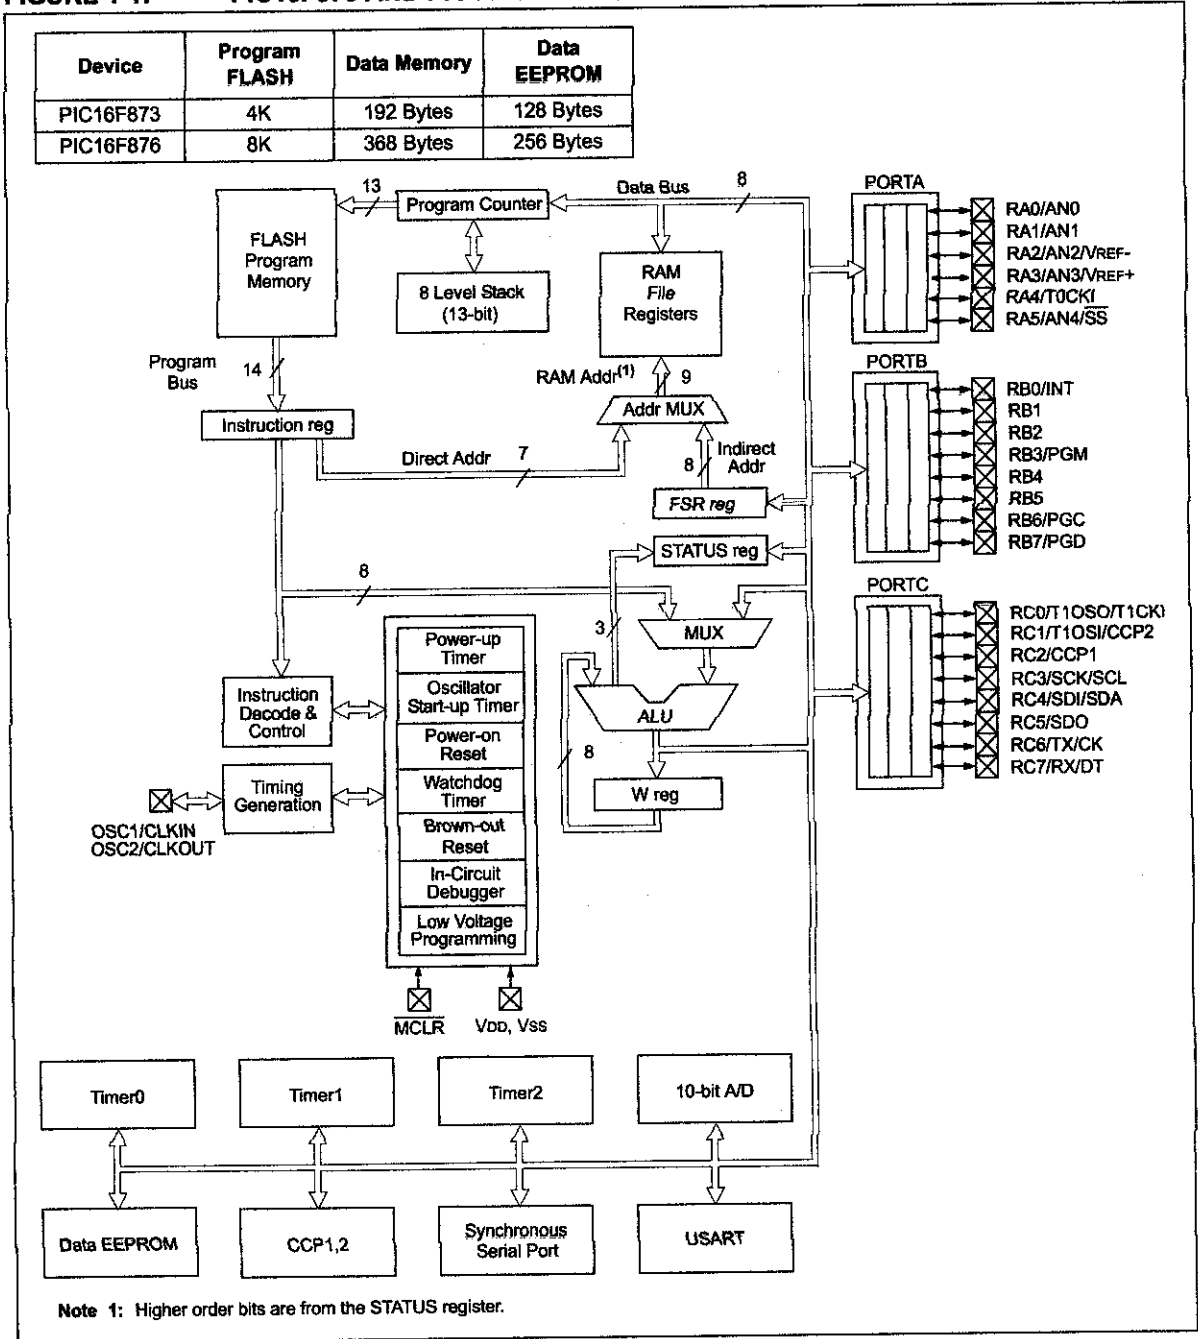 Device Program FLASH Data Memory Data EEPROM
PIC16F873 4K 192 Bytes 128 Bytes
PIC16F876 8K 368 Bytes 256 Bytes
FLASH
Program
Memory
13
Program Counter
Data Bus
8
8 Level Stack
(13-bit)
RAM
File
Registers
Program
Bus
14
RAM Addr(1)
9
Addr MUX
Instruction reg
Direct Addr
7
8
Indirect
Addr
FSR reg
STATUS reg
8
3
MUX
ALU
8
W reg
Power-up
Timer
Oscillator
Start-up Timer
Power-on
Reset
Watchdog
Timer
Brown-out
Reset
In-Circuit
Debugger
Low Voltage
Programming
Instruction
Decode &
Control
Timing
Generation
OSC1/CLKIN
OSC2/CLKOUT
MCLR
VDD, VSS
PORTA
RA0/AN0
RA1/AN1
RA2/AN2/VREF-
RA3/AN3/VREF+
RA4/T0CKI
RA5/AN4/SS
PORTB
RB0/INT
RB1
RB2
RB3/PGM
RB4
RB5
RB6/PGC
RB7/PGD
PORTC
RC0/T1OSO/T1CKI
RC1/T1OSI/CCP2
RC2/CCP1
RC3/SCK/SCL
RC4/SDI/SDA
RC5/SDO
RC6/TX/CK
RC7/RX/DT
Timer0
Timer1
Timer2
10-bit A/D
Data EEPROM
CCP1,2
Synchronous
Serial Port
USART
Note 1: Higher order bits are from the STATUS register.